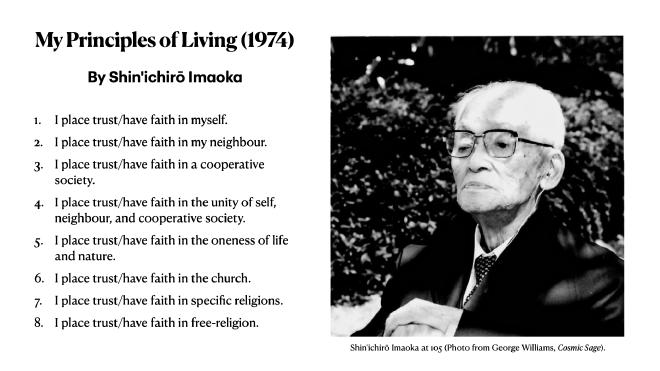 My Principles of Living (1974)
By Shin'ichirō Imaoka
1. I place trust/have faith in myself.
2. I place trust/have faith in my neighbour.
3. I place trust/have faith in a cooperative
society.
4. I place trust/have faith in the unity of self,
neighbour, and cooperative society.
5. I place trust/have faith in the oneness of life
and nature.
6. I place trust/have faith in the church.
7. I place trust/have faith in specific religions.
8. I place trust/have faith in free-religion.
Shin'ichirō Imaoka at 105 (Photo from George Williams, Cosmic Sage).